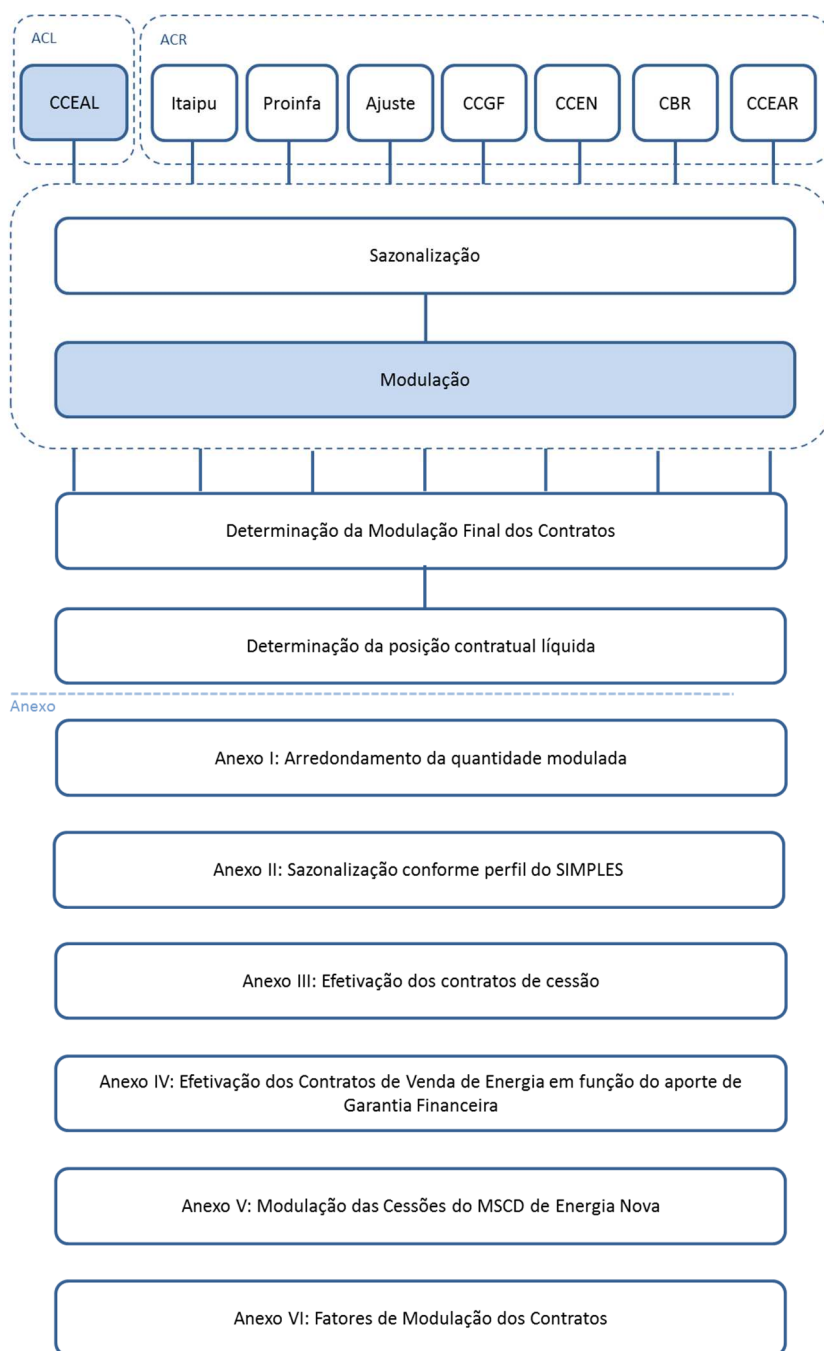 ACL
ACR
CCEAL
Itaipu
Proinfa
Ajuste
CCGF
CCEN
CBR
CCEAR
Sazonalização
Modulação
Determinação da Modulação Final dos Contratos
Determinação da posição contratual líquida
Anexo
Anexo I: Arredondamento da quantidade modulada
Anexo II: Sazonalização conforme perfil do SIMPLES
Anexo III: Efetivação dos contratos de cessão
Anexo IV: Efetivação dos Contratos de Venda de Energia em função do aporte de
Garantia Financeira
Anexo V: Modulação das Cessões do MSCD de Energia Nova
Anexo VI: Fatores de Modulação dos Contratos